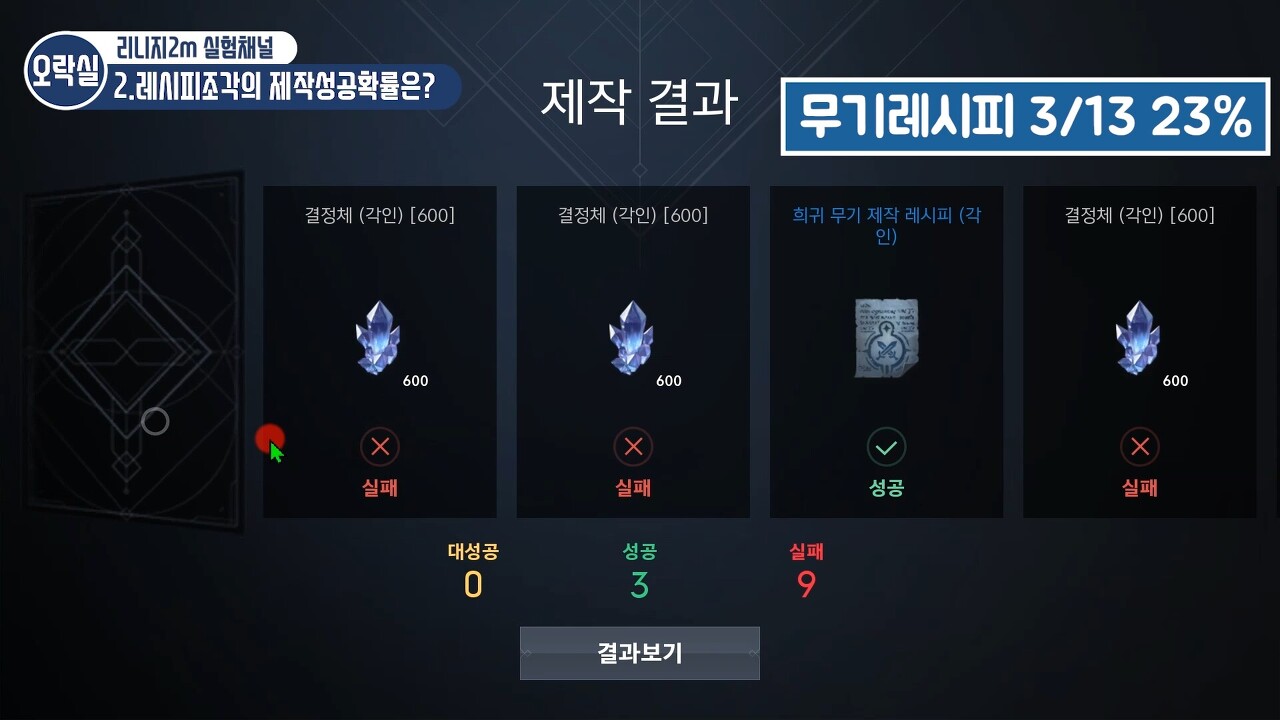 오락실
리니지2m 실험채널
2.레시피조각의 제작성공확률은?
제작 결과
무기레시피 3/13 23%
결정체 (각인) [600]
600
실패
결정체 (각인) [600]
600
실패
희귀 무기 제작 레시피 (각
인)
성공
결정체 (각인) [600]
600
실패
대성공
0
성공
3
실패
9
결과보기